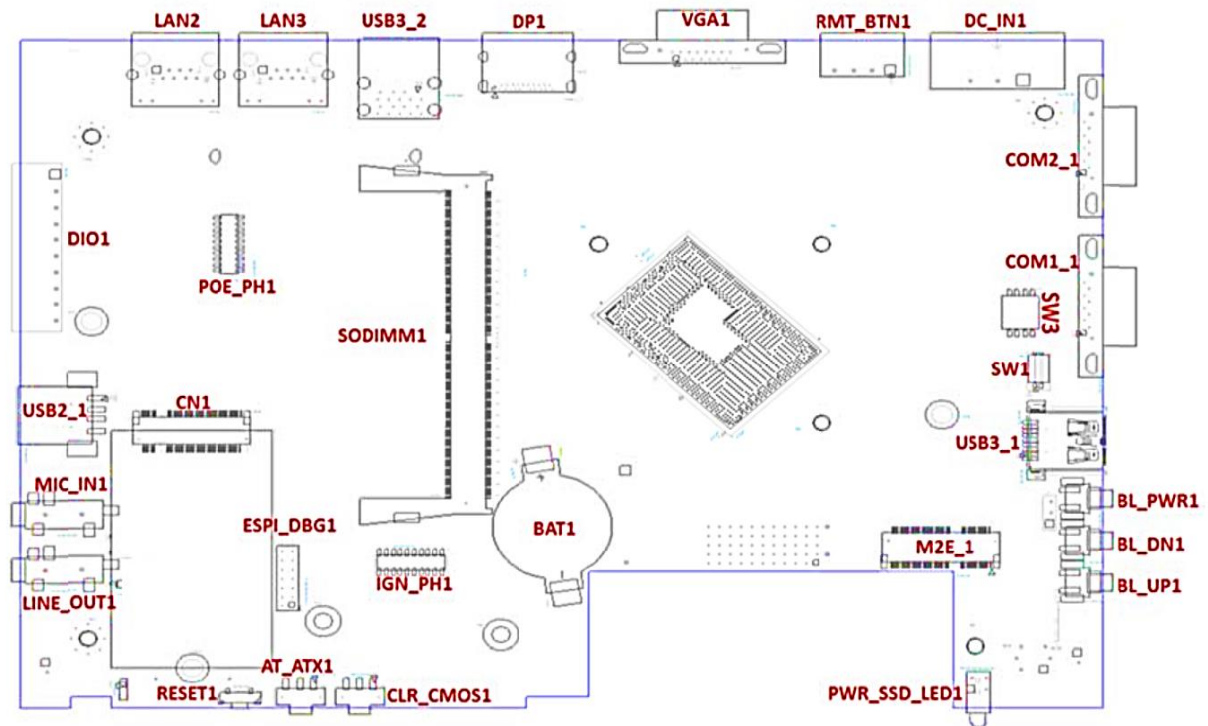 LAN2
LAN3
USB3_2
DP1
VGA1
RMT_BTN1
DC_IN1
COM2_1
DIO1
POE_PH1
COM1_1
SW3
SODIMM1
SW1
USB2_1
CN1
USB3_1
MIC_IN1
BL_PWR1
ESPI_DBG1
BAT1
M2E_1
BL_DN1
IGN_PH1
BL_UP1
LINE_OUT1
AT_ATX1
RESET1
CLR_CMOS1
PWR_SSD_LED1